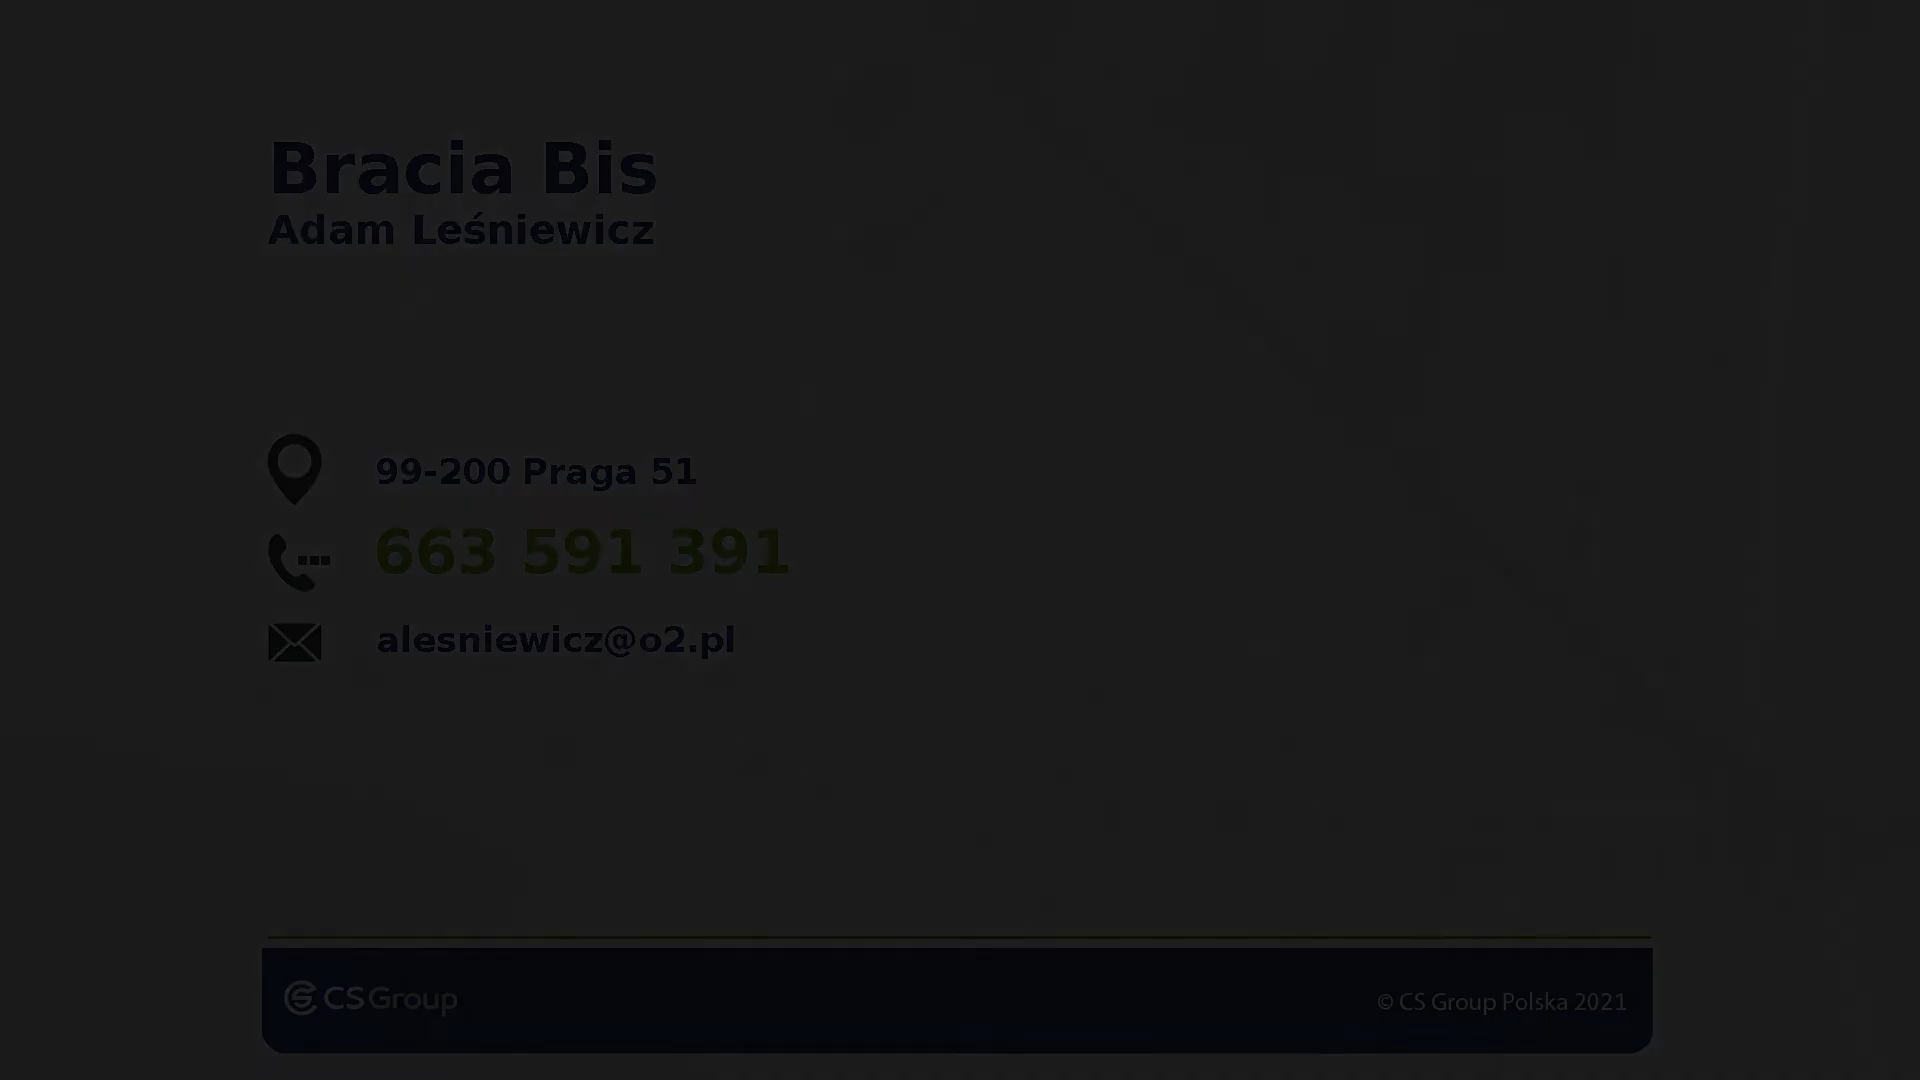 Bracia Bis
Adam Leśniewicz
99-200 Praga 51
663 591 391
alesniewicz@o2.pl
CS Group
© CS Group Polska 2021